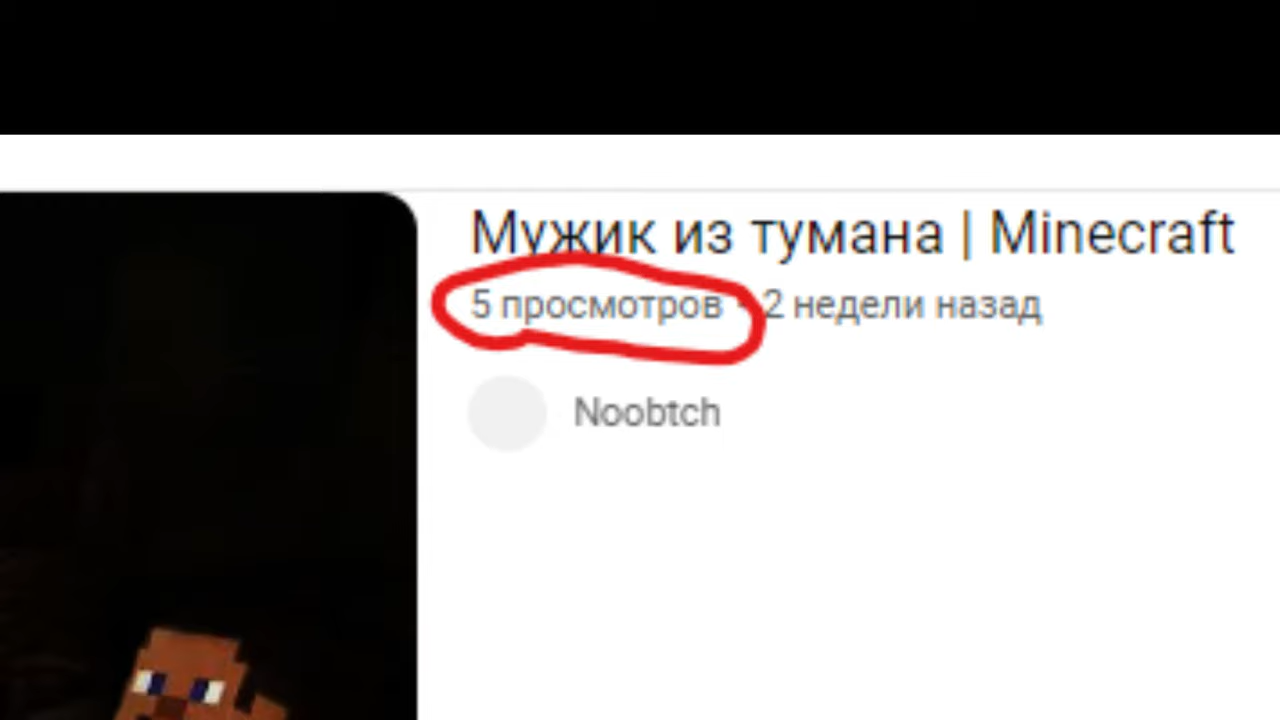 Мужик из тумана | Minecraft
5 просмотров • 2 недели назад
Noobtch